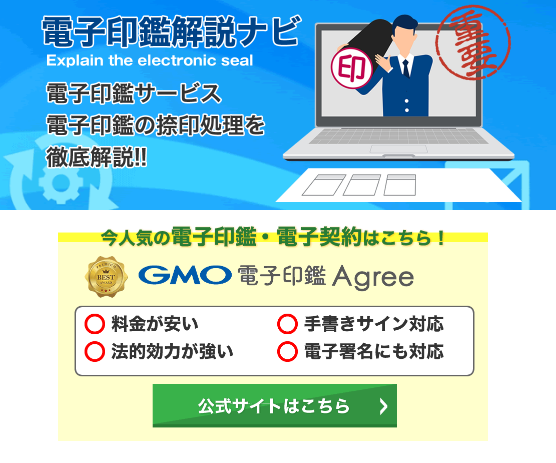 電子印鑑解説ナビ
Explain the electronic seal
電子印鑑サービス
電子印鑑の捺印処理を
徹底解説!!
印
重要
今人気の電子印鑑・電子契約はこちら！
BEST
GMO 電子印鑑 Agree
料金が安い
手書きサイン対応
法的効力が強い
電子署名にも対応
公式サイトはこちら